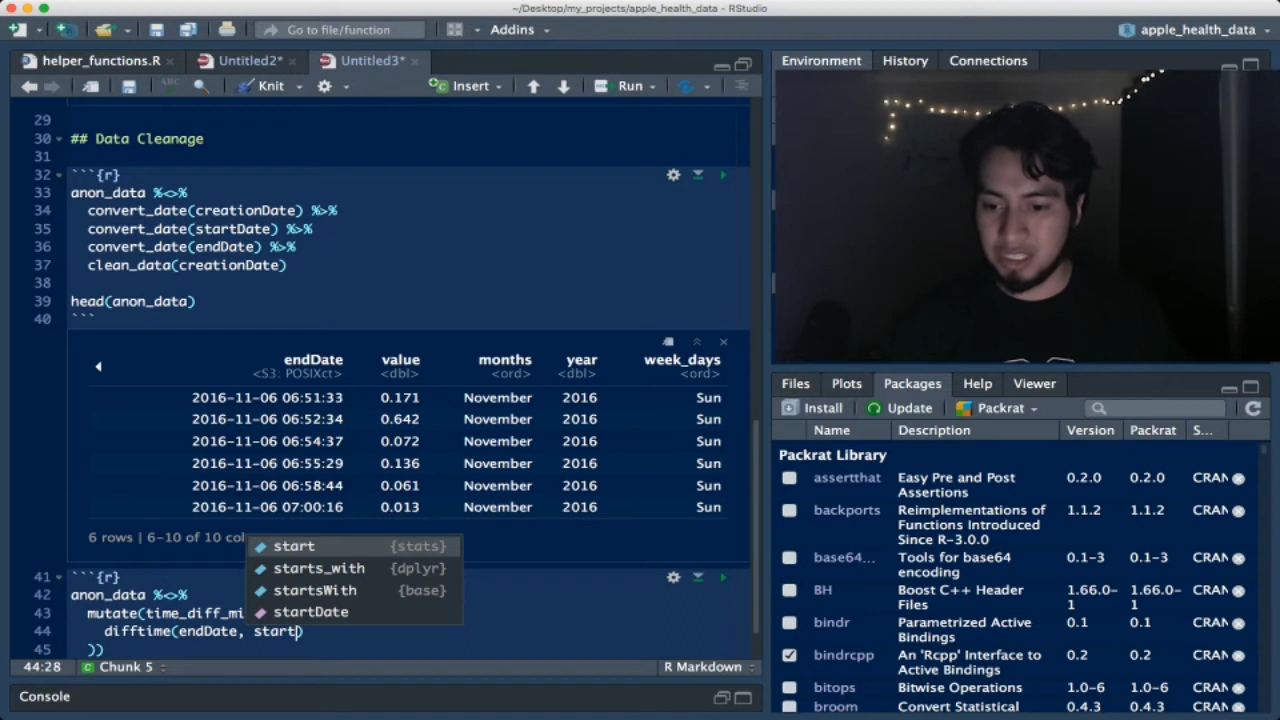 ~/Desktop/my_projects/apple_health_data - RStudio
Go to file/function
Addins
apple_health_data
helper_functions.R
Untitled2*
Untitled3*
Knit
Insert
Run
29
30 ## Data Cleanage
31
32 ```{r}
33 anon_data %<>%
34 convert_date(creationDate) %>%
35 convert_date(startDate) %>%
36 convert_date(endDate) %>%
37 clean_data(creationDate)
38
39 head(anon_data)
40 ```
endDate value months year week_days
<S3: POSIXct> <dbl> <ord> <dbl> <ord>
2016-11-06 06:51:33 0.171 November 2016 Sun
2016-11-06 06:52:34 0.642 November 2016 Sun
2016-11-06 06:54:37 0.072 November 2016 Sun
2016-11-06 06:55:29 0.136 November 2016 Sun
2016-11-06 06:58:44 0.061 November 2016 Sun
2016-11-06 07:00:16 0.013 November 2016 Sun
6 rows | 6-10 of 10 col
start {stats}
starts_with {dplyr}
startsWith {base}
startDate
41 ```{r}
42 anon_data %<>%
43 mutate(time_diff_mi
44 difftime(endDate, start)
45 ))
44:28 Chunk 5 R Markdown
Console
Environment History Connections
Files Plots Packages Help Viewer
Install Update Packrat
Name Description Version Packrat S...
Packrat Library
assertthat Easy Pre and Post Assertions 0.2.0 0.2.0 CRAN
backports Reimplementations of Functions Introduced Since R-3.0.0 1.1.2 1.1.2 CRAN
base64... Tools for base64 encoding 0.1-3 0.1-3 CRAN
BH Boost C++ Header Files 1.66.0-1 1.66.0-1 CRAN
bindr Parametrized Active Bindings 0.1 0.1 CRAN
bindrcpp An 'Rcpp' Interface to Active Bindings 0.2 0.2 CRAN
bitops Bitwise Operations 1.0-6 1.0-6 CRAN
broom Convert Statistical 0.4.3 0.4.3 CRAN